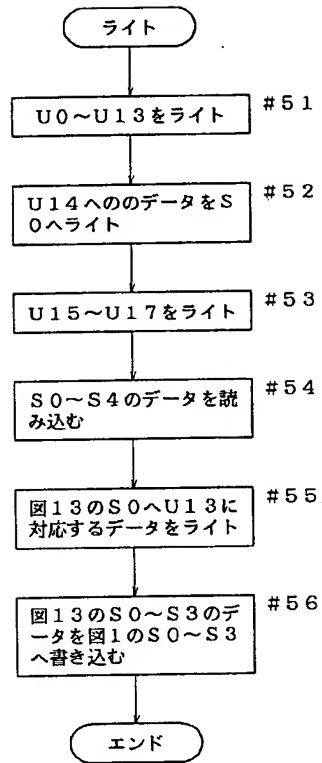 ライト
U0～U13をライト
#51
U14へののデータをS
0へライト
#52
U15～U17をライト
#53
S0～S4のデータを読
み込む
#54
図13のS0へU13に
対応するデータをライト
#55
図13のS0～S3のデ
ータを図1のS0～S3
へ書き込む
#56
エンド